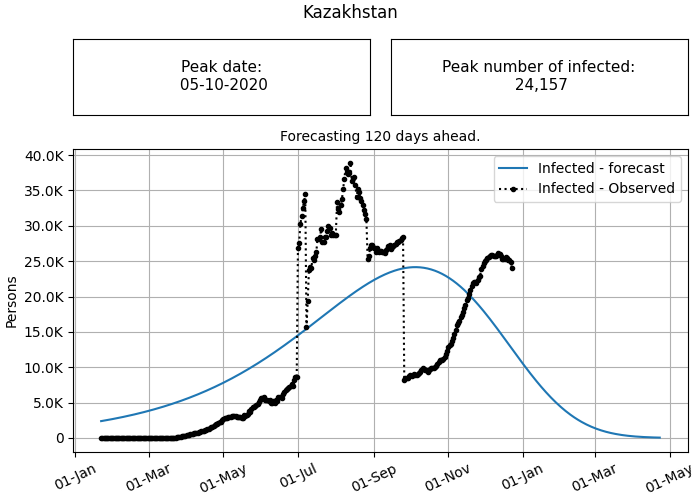 Kazakhstan
Peak date:
05-10-2020
Peak number of infected:
24,157
Forecasting 120 days ahead.
40.0K
35.0K
30.0K
25.0K
20.0K
15.0K
10.0K
5.0K
0
Persons
Infected - forecast
Infected - Observed
01-Jan
01-Mar
01-May
01-Jul
01-Sep
01-Nov
01-Jan
01-Mar
01-May